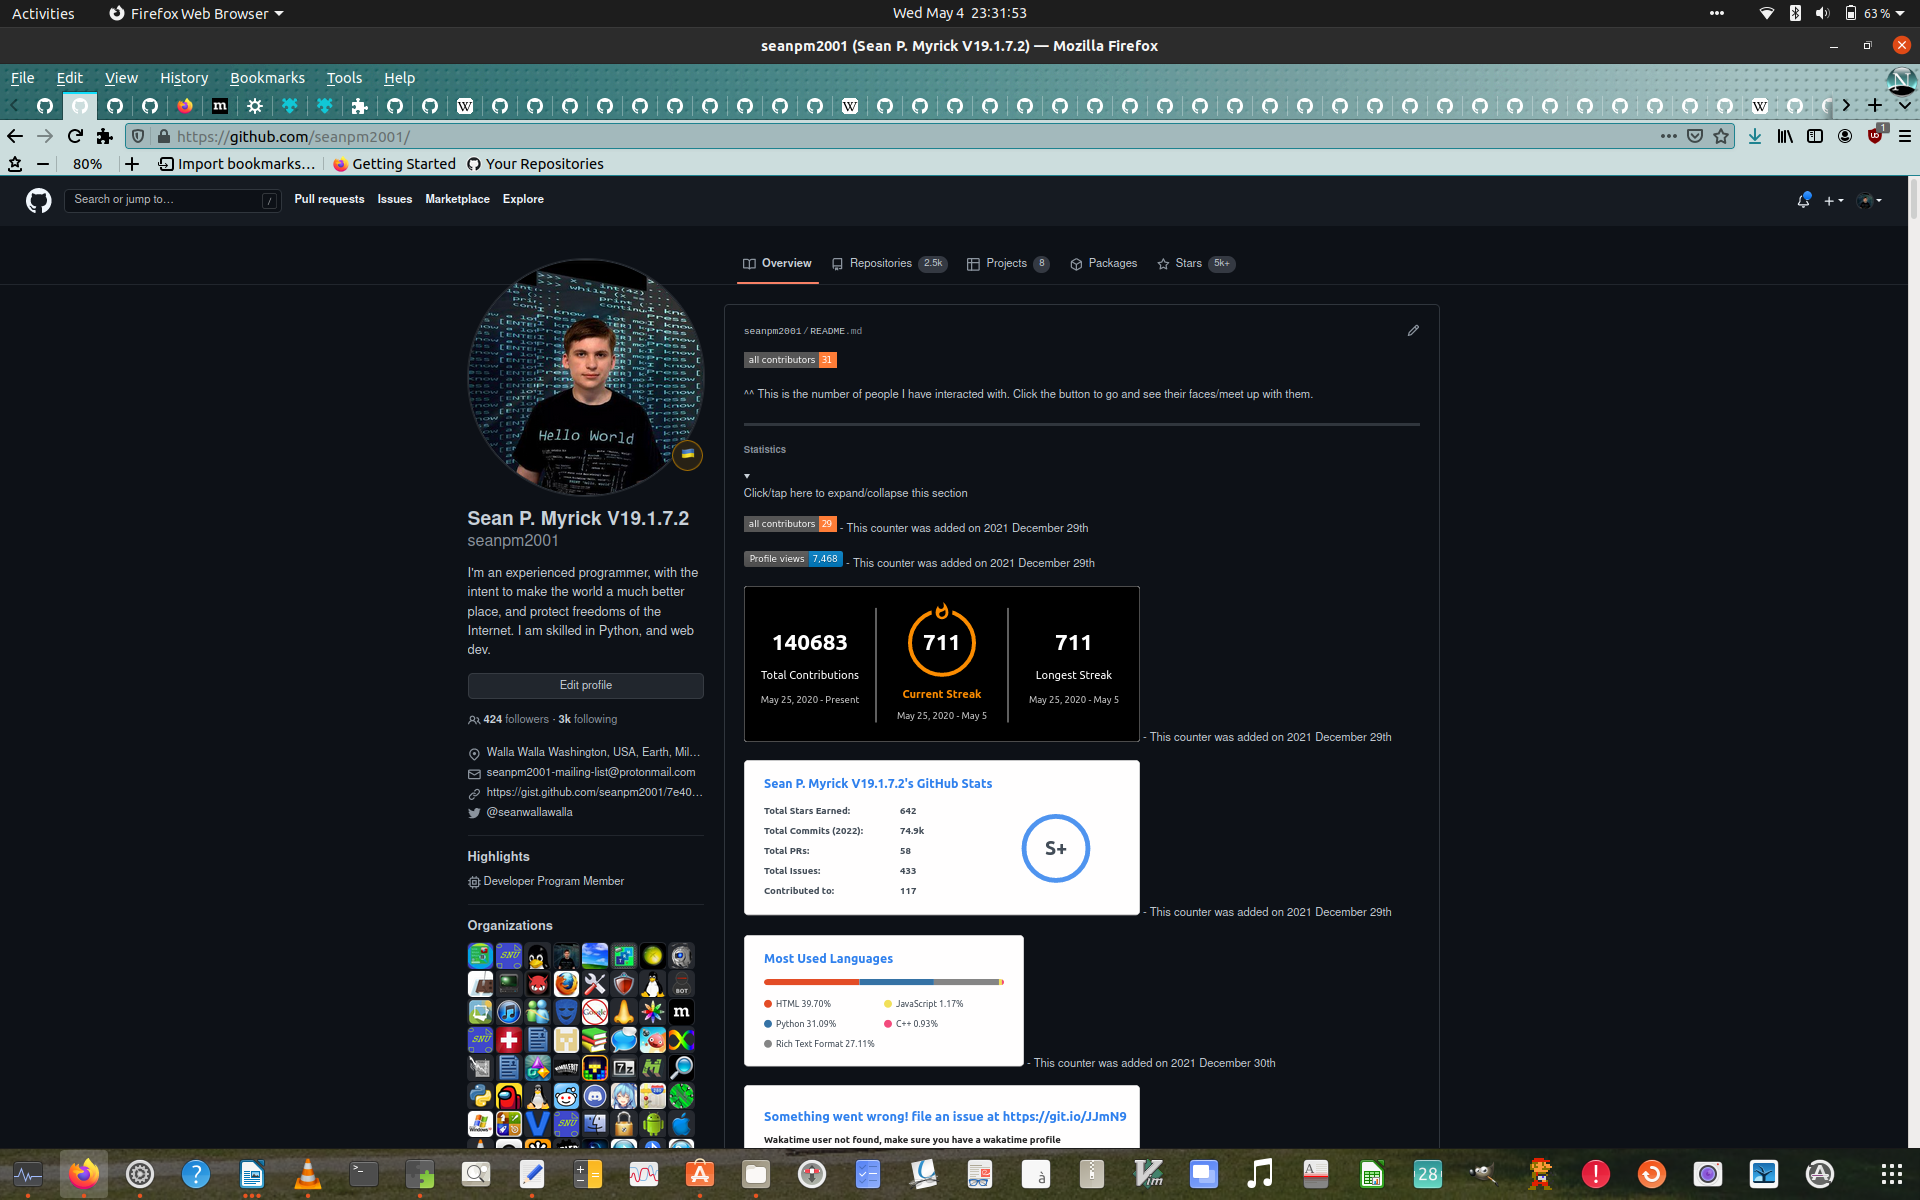 Activities
Firefox Web Browser
Wed May 4 23:31:53
63 %
seanpm2001 (Sean P. Myrick V19.1.7.2) — Mozilla Firefox
File Edit View History Bookmarks Tools Help
https://github.com/seanpm2001/
80%
Import bookmarks…
Getting Started
Your Repositories
Search or jump to…
/
Pull requests Issues Marketplace Explore
Overview
Repositories 2.5k
Projects 8
Packages
Stars 5k+
seanpm2001/README.md
all contributors 31
^^ This is the number of people I have interacted with. Click the button to go and see their faces/meet up with them.
Statistics
Click/tap here to expand/collapse this section
all contributors 29 - This counter was added on 2021 December 29th
Profile views 7,468 - This counter was added on 2021 December 29th
140683
Total Contributions
May 25, 2020 - Present
711
Current Streak
May 25, 2020 - May 5
711
Longest Streak
May 25, 2020 - May 5
- This counter was added on 2021 December 29th
Sean P. Myrick V19.1.7.2's GitHub Stats
Total Stars Earned: 642
Total Commits (2022): 74.9k
Total PRs: 58
Total Issues: 433
Contributed to: 117
S+
- This counter was added on 2021 December 29th
Most Used Languages
HTML 39.70%
JavaScript 1.17%
Python 31.09%
C++ 0.93%
Rich Text Format 27.11%
- This counter was added on 2021 December 30th
Something went wrong! file an issue at https://git.io/JJmN9
Wakatime user not found, make sure you have a wakatime profile
Hello World
Sean P. Myrick V19.1.7.2
seanpm2001
I'm an experienced programmer, with the
intent to make the world a much better
place, and protect freedoms of the
Internet. I am skilled in Python, and web
dev.
Edit profile
424 followers · 3k following
Walla Walla Washington, USA, Earth, Mil…
seanpm2001-mailing-list@protonmail.com
https://gist.github.com/seanpm2001/7e40…
@seanwallawalla
Highlights
Developer Program Member
Organizations
28